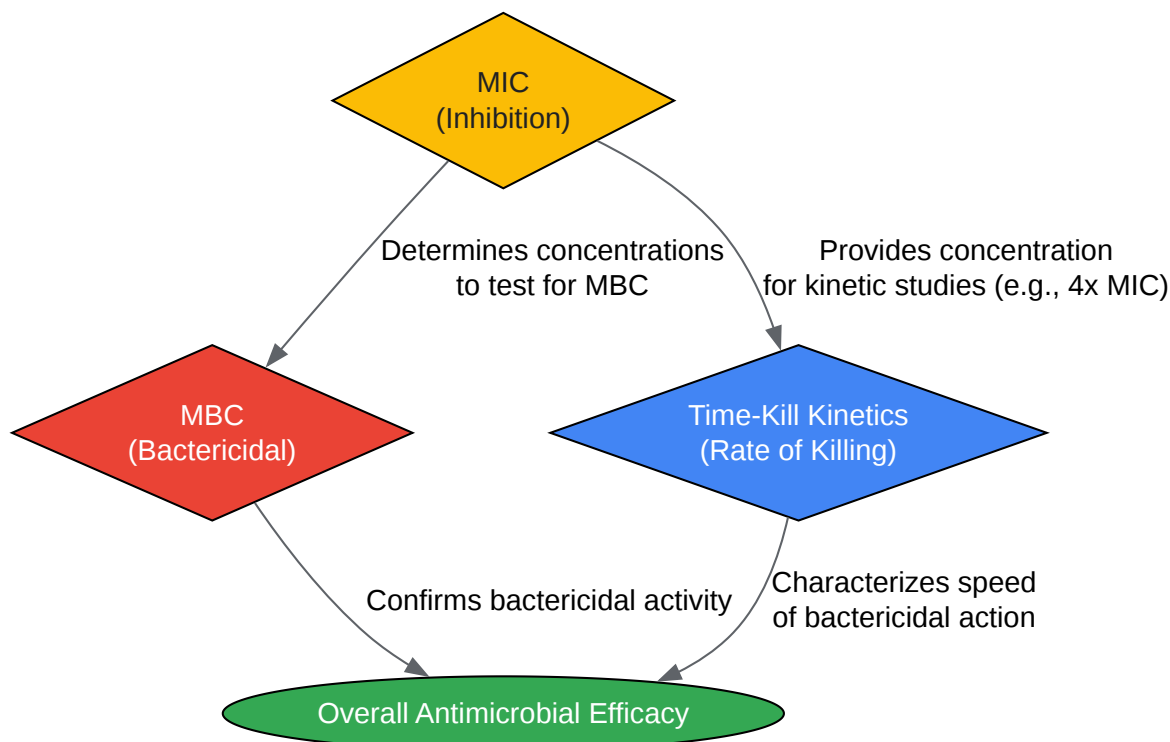 MIC
(Inhibition)
Determines concentrations
to test for MBC
Provides concentration
for kinetic studies (e.g., 4x MIC)
MBC
(Bactericidal)
Time-Kill Kinetics
(Rate of Killing)
Confirms bactericidal activity
Characterizes speed
of bactericidal action
Overall Antimicrobial Efficacy